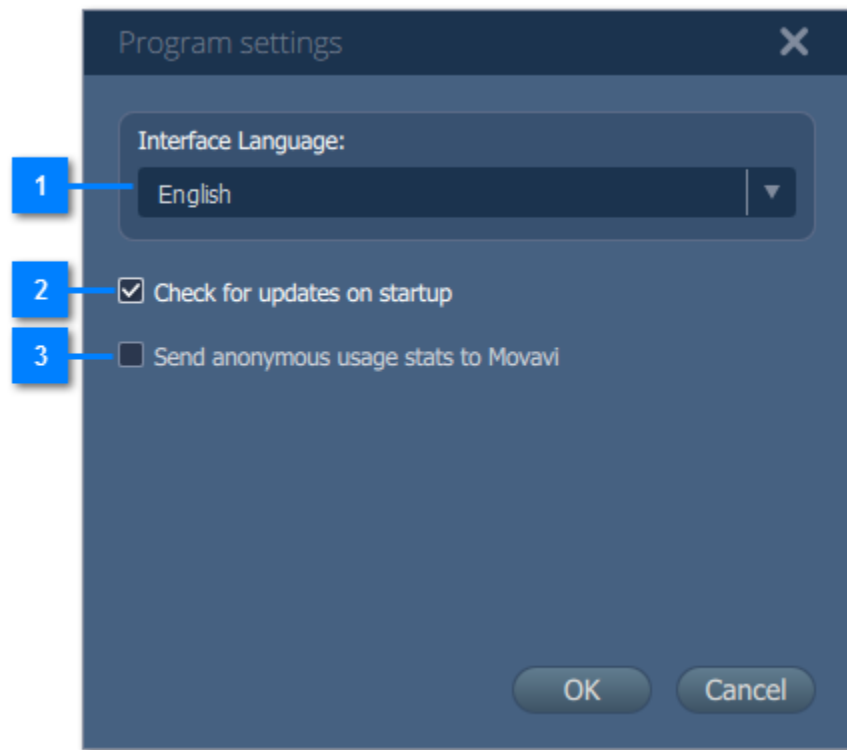 Program settings
Interface Language:
1
English
2
Check for updates on startup
3
Send anonymous usage stats to Movavi
OK
Cancel